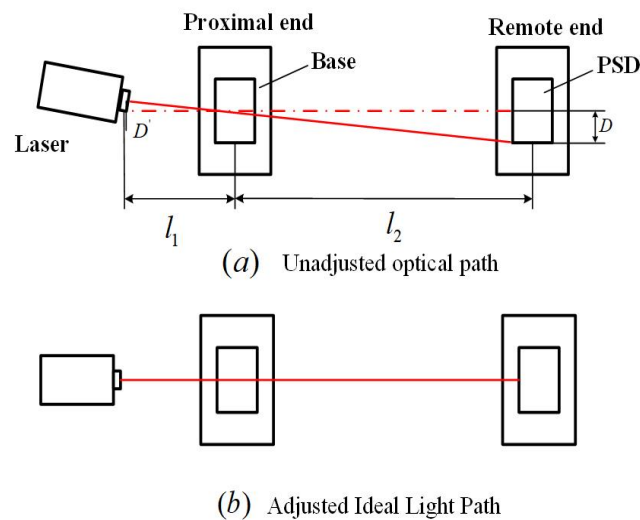 Proximal end
Remote end
Base
PSD
Laser
D'
D
l1
l2
(a) Unadjusted optical path
(b) Adjusted Ideal Light Path